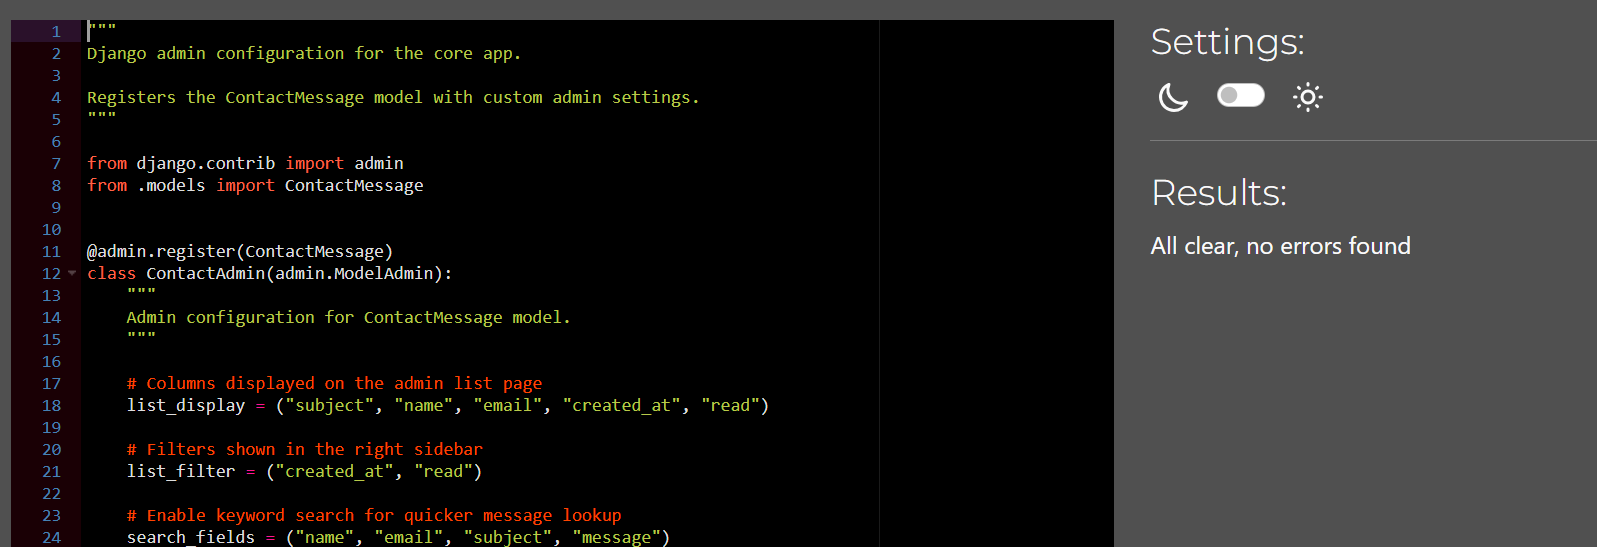 1 """
2 Django admin configuration for the core app.
3
4 Registers the ContactMessage model with custom admin settings.
5 """
6
7 from django.contrib import admin
8 from .models import ContactMessage
9
10
11 @admin.register(ContactMessage)
12 class ContactAdmin(admin.ModelAdmin):
13     """
14     Admin configuration for ContactMessage model.
15     """
16
17     # Columns displayed on the admin list page
18     list_display = ("subject", "name", "email", "created_at", "read")
19
20     # Filters shown in the right sidebar
21     list_filter = ("created_at", "read")
22
23     # Enable keyword search for quicker message lookup
24     search_fields = ("name", "email", "subject", "message")
Settings:
Results:
All clear, no errors found